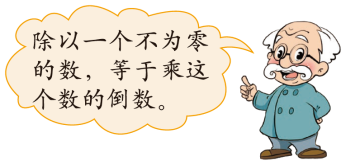 除以一个不为零
的数，等于乘这
个数的倒数。